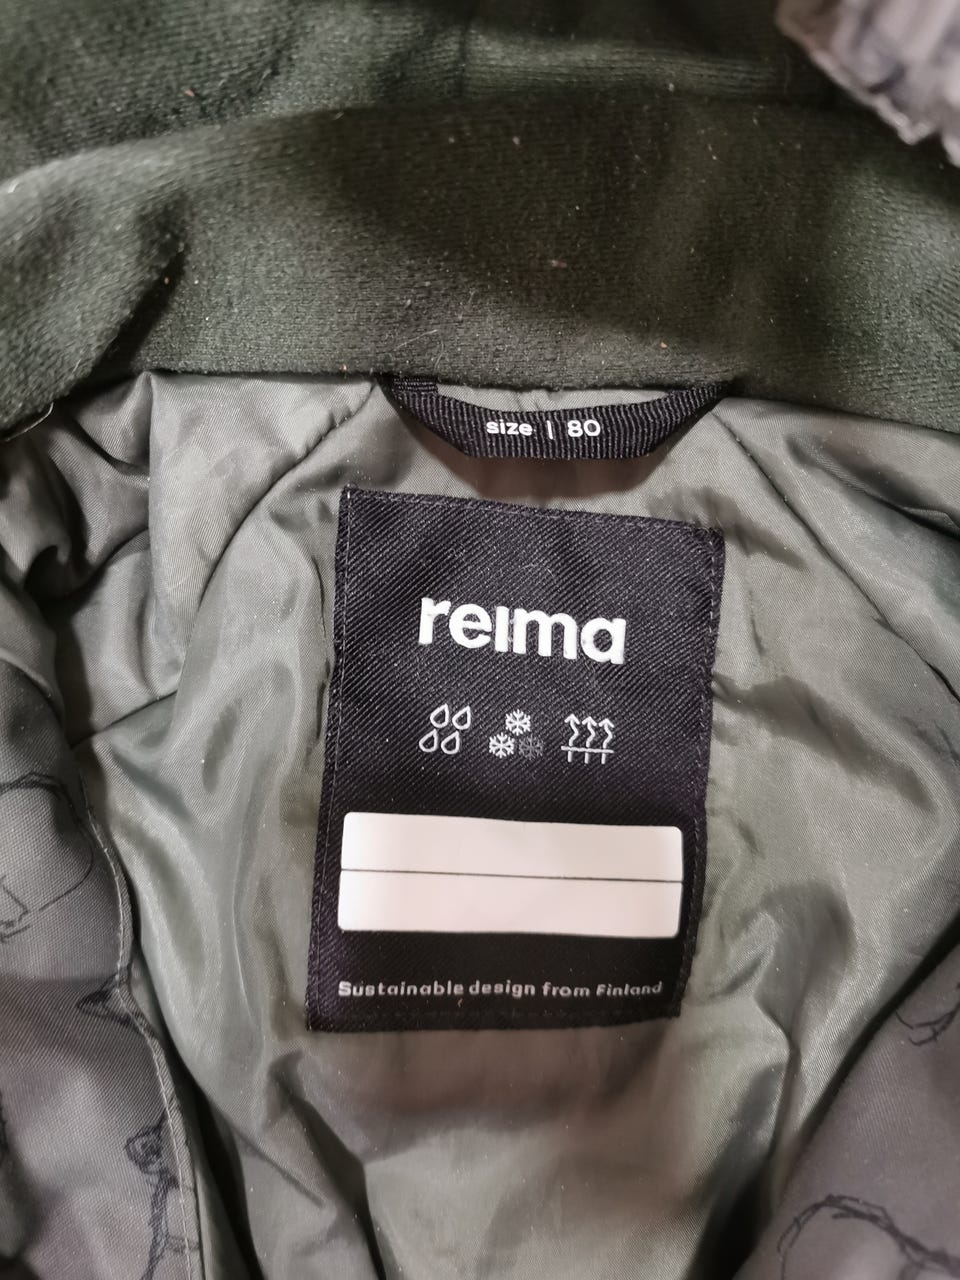 size | 80
reima
Sustainable design from Finland